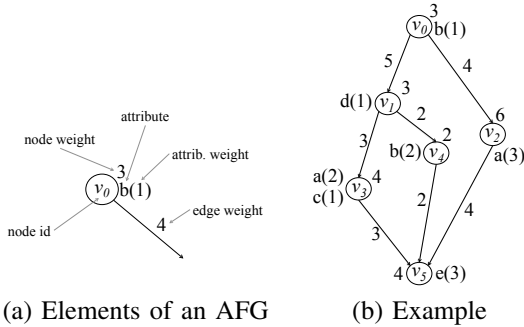 attribute
node weight
3
attrib. weight
v0 b(1)
4
edge weight
node id
(a) Elements of an AFG
3
v0 b(1)
5
4
3
d(1) v1
2
6
v2
a(3)
3
2
b(2) v4
a(2) 4
v3
c(1)
2
4
3
4 v5 e(3)
(b) Example